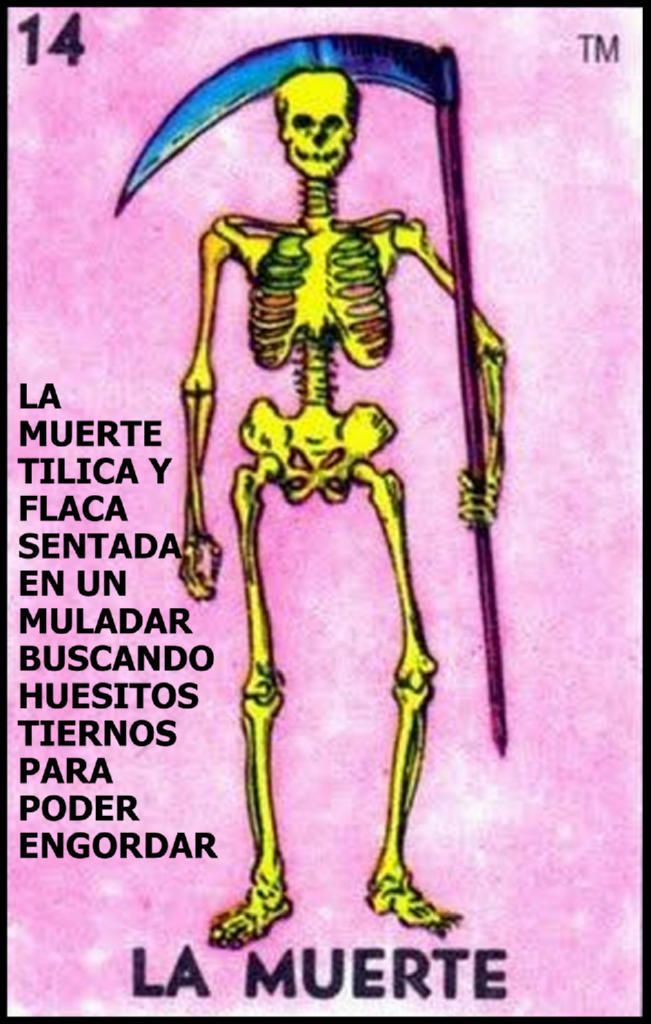 14
TM
LA
MUERTE
TILICA Y
FLACA
SENTADA
EN UN
MULADAR
BUSCANDO
HUESITOS
TIERNOS
PARA
PODER
ENGORDAR
LA MUERTE